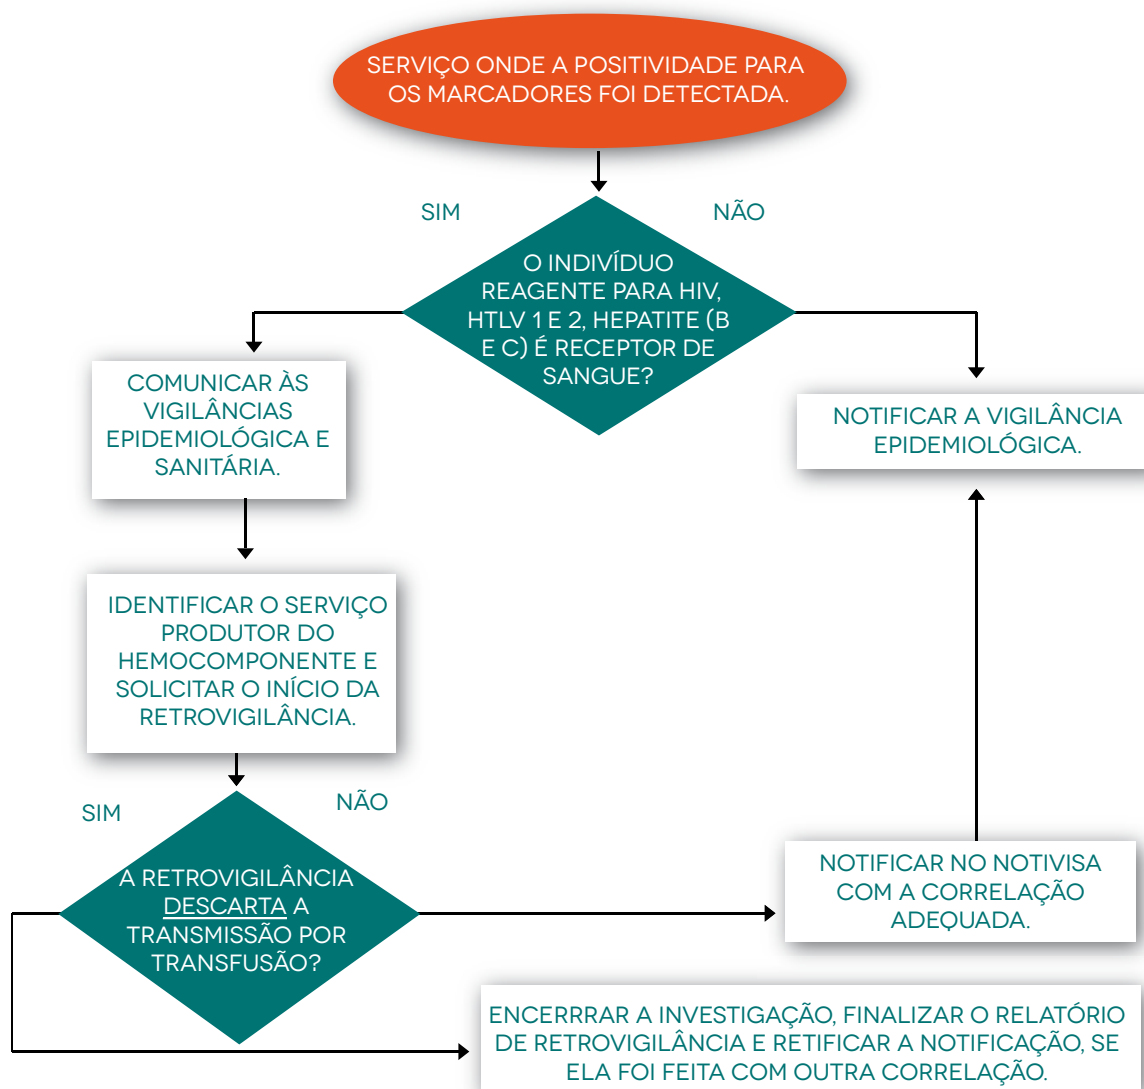 SERVIÇO ONDE A POSITIVIDADE PARA
OS MARCADORES FOI DETECTADA.
SIM
NÃO
O INDIVÍDUO
REAGENTE PARA HIV,
HTLV 1 E 2, HEPATITE (B
E C) É RECEPTOR DE
SANGUE?
COMUNICAR ÀS
VIGILÂNCIAS
EPIDEMIOLÓGICA E
SANITÁRIA.
NOTIFICAR A VIGILÂNCIA
EPIDEMIOLÓGICA.
IDENTIFICAR O SERVIÇO
PRODUTOR DO
HEMOCOMPONENTE E
SOLICITAR O INÍCIO DA
RETROVIGILÂNCIA.
SIM
NÃO
A RETROVIGILÂNCIA
DESCARTA A
TRANSMISSÃO POR
TRANSFUSÃO?
NOTIFICAR NO NOTIVISA
COM A CORRELAÇÃO
ADEQUADA.
ENCERRRAR A INVESTIGAÇÃO, FINALIZAR O RELATÓRIO
DE RETROVIGILÂNCIA E RETIFICAR A NOTIFICAÇÃO, SE
ELA FOI FEITA COM OUTRA CORRELAÇÃO.